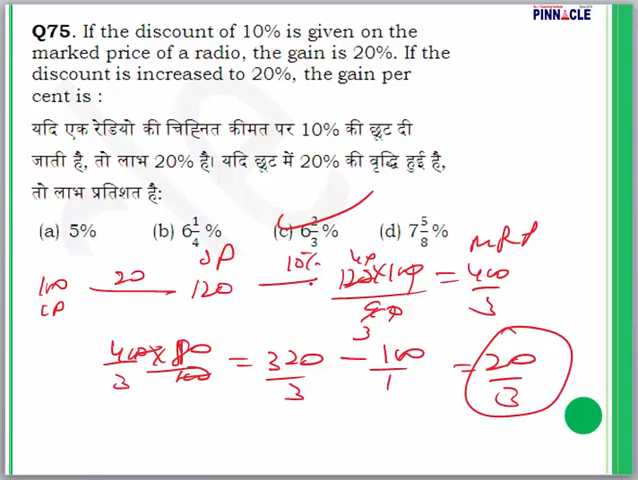 PINNACLE
Q75. If the discount of 10% is given on the
marked price of a radio, the gain is 20%. If the
discount is increased to 20%, the gain per
cent is :
यदि एक रेडियो की चिह्नित कीमत पर 10% की छूट दी
जाती है, तो लाभ 20% है। यदि छूट में 20% की वृद्धि हुई है,
तो लाभ प्रतिशत है:
(a) 5% (b) 6 1/4 % (c) 6 2/3 % (d) 7 5/8 %
MRP
100 20 SP 120 10% 120×100/90 = 400/3
CP 40 3
400/3 × 80/100 = 320/3 − 100/1 = 20/3